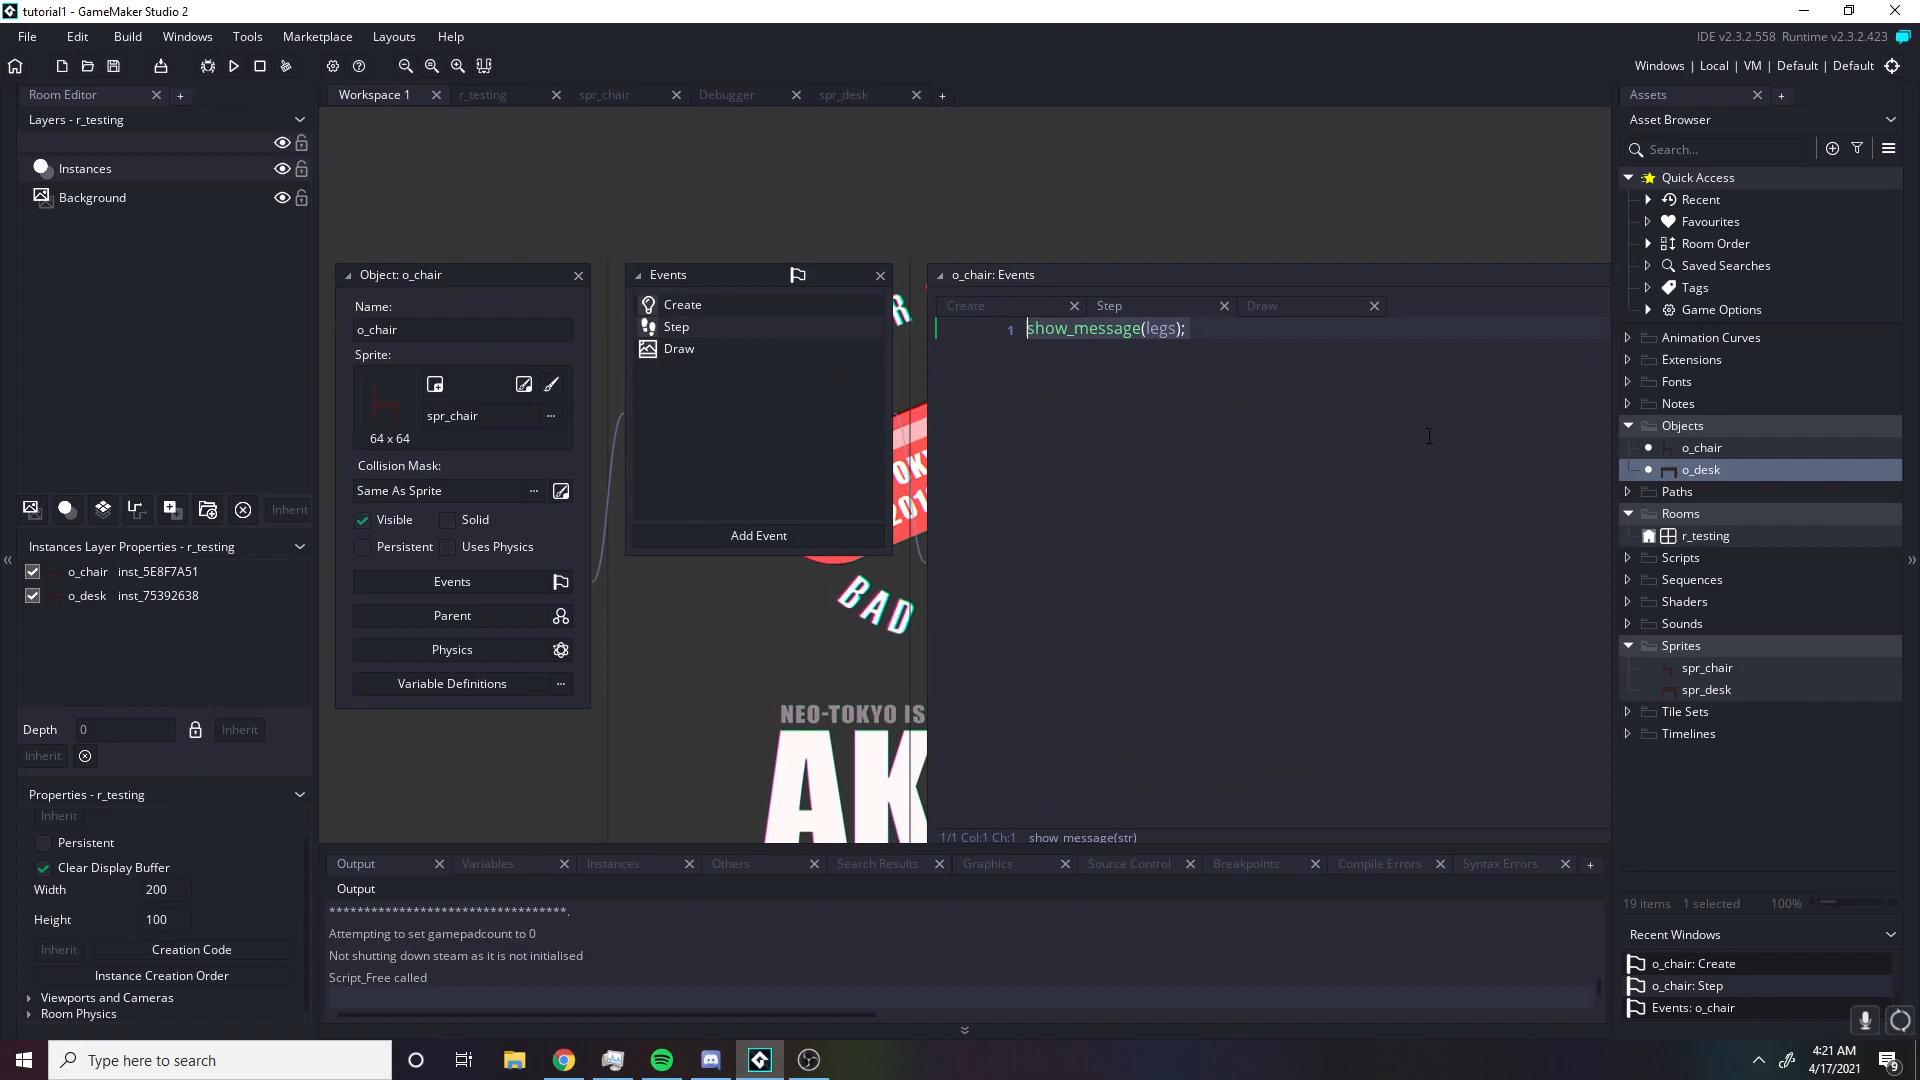 tutorial1 - GameMaker Studio 2
File Edit Build Windows Tools Marketplace Layouts Help
IDE v2.3.2.558 Runtime v2.3.2.423
Windows | Local | VM | Default | Default
Room Editor
Workspace 1 r_testing spr_chair Debugger spr_desk
Assets
Layers - r_testing
Asset Browser
Search...
Instances
Background
Quick Access
Recent
Favourites
Room Order
Saved Searches
Tags
Game Options
Animation Curves
Extensions
Fonts
Notes
Objects
o_chair
o_desk
Paths
Rooms
r_testing
Scripts
Sequences
Shaders
Sounds
Sprites
spr_chair
spr_desk
Tile Sets
Timelines
19 items 1 selected 100%
Recent Windows
o_chair: Create
o_chair: Step
Events: o_chair
Object: o_chair
Name:
o_chair
Sprite:
spr_chair
64 x 64
Collision Mask:
Same As Sprite
Visible Solid
Persistent Uses Physics
Events
Parent
Physics
Variable Definitions
Events
Create
Step
Draw
Add Event
o_chair: Events
Create Step Draw
1 show_message(legs);
1/1 Col:1 Ch:1 show_message(str)
BAD
NEO-TOKYO IS
AK
Inherit
Instances Layer Properties - r_testing
o_chair inst_5E8F7A51
o_desk inst_75392638
Depth 0 Inherit
Inherit
Properties - r_testing
Inherit
Persistent
Clear Display Buffer
Width 200
Height 100
Inherit Creation Code
Instance Creation Order
Viewports and Cameras
Room Physics
Output Variables Instances Others Search Results Graphics Source Control Breakpoints Compile Errors Syntax Errors
Output
**********************************.
Attempting to set gamepadcount to 0
Not shutting down steam as it is not initialised
Script_Free called
Type here to search
4:21 AM
4/17/2021
9